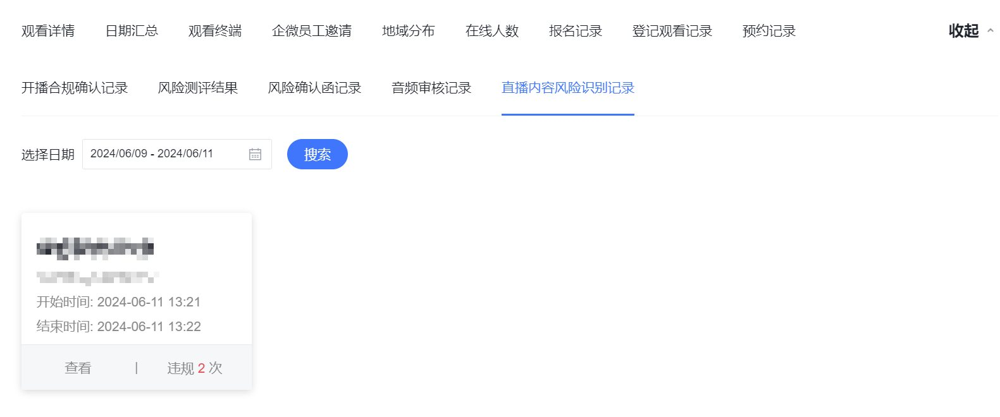 观看详情 日期汇总 观看终端 企微员工邀请 地域分布 在线人数 报名记录 登记观看记录 预约记录 收起
开播合规确认记录 风险测评结果 风险确认函记录 音频审核记录 直播内容风险识别记录
选择日期 2024/06/09 - 2024/06/11 搜索
开始时间: 2024-06-11 13:21
结束时间: 2024-06-11 13:22
查看 | 违规 2 次